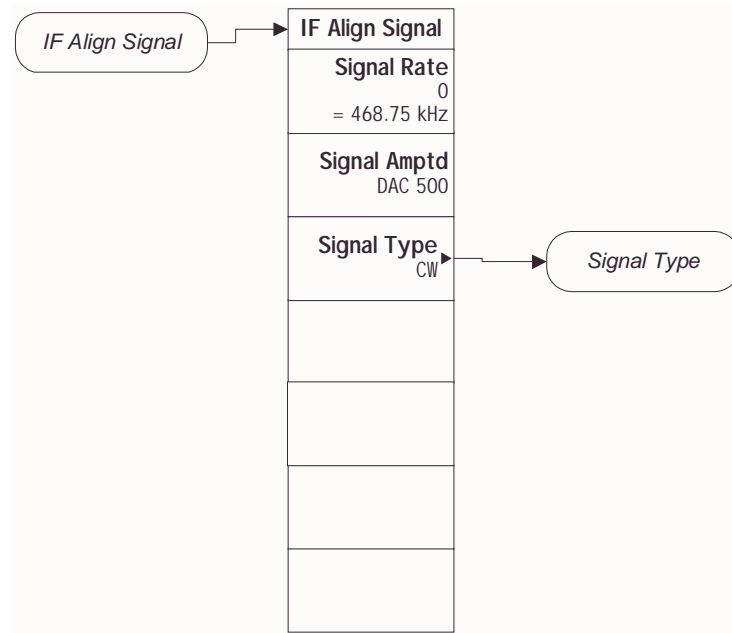 IF Align Signal
IF Align Signal
Signal Rate
0
= 468.75 kHz
Signal Amptd
DAC 500
Signal Type
CW
Signal Type